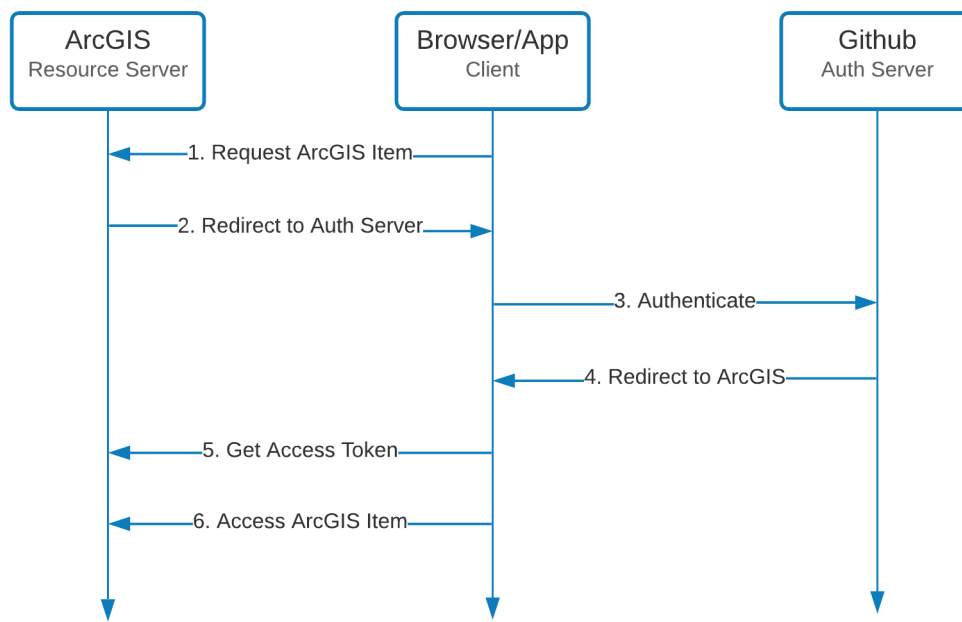 ArcGIS
Resource Server
Browser/App
Client
Github
Auth Server
1. Request ArcGIS Item
2. Redirect to Auth Server
3. Authenticate
4. Redirect to ArcGIS
5. Get Access Token
6. Access ArcGIS Item